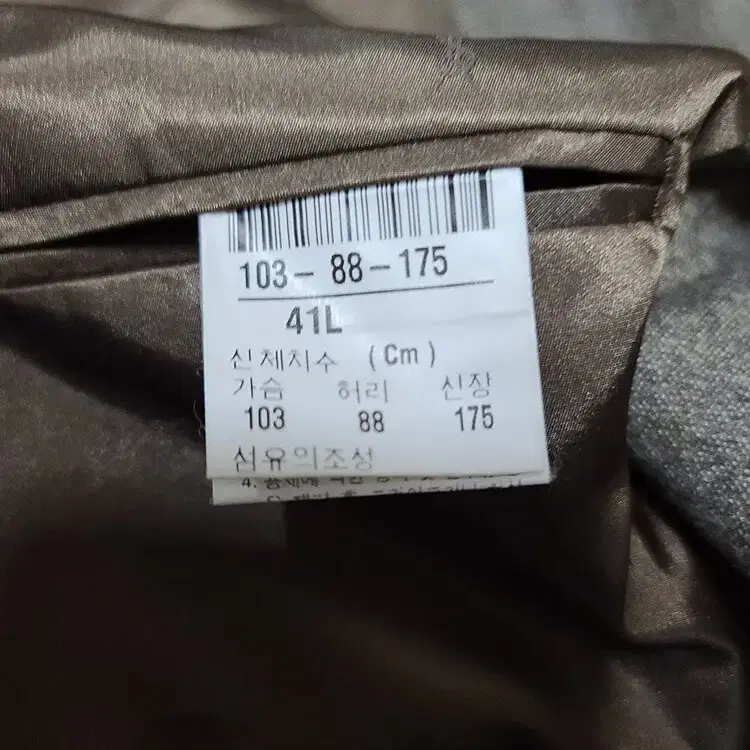 103- 88-175
41L
신체치수 (Cm)
가슴 허리 신장
103 88 175
섬유의조성